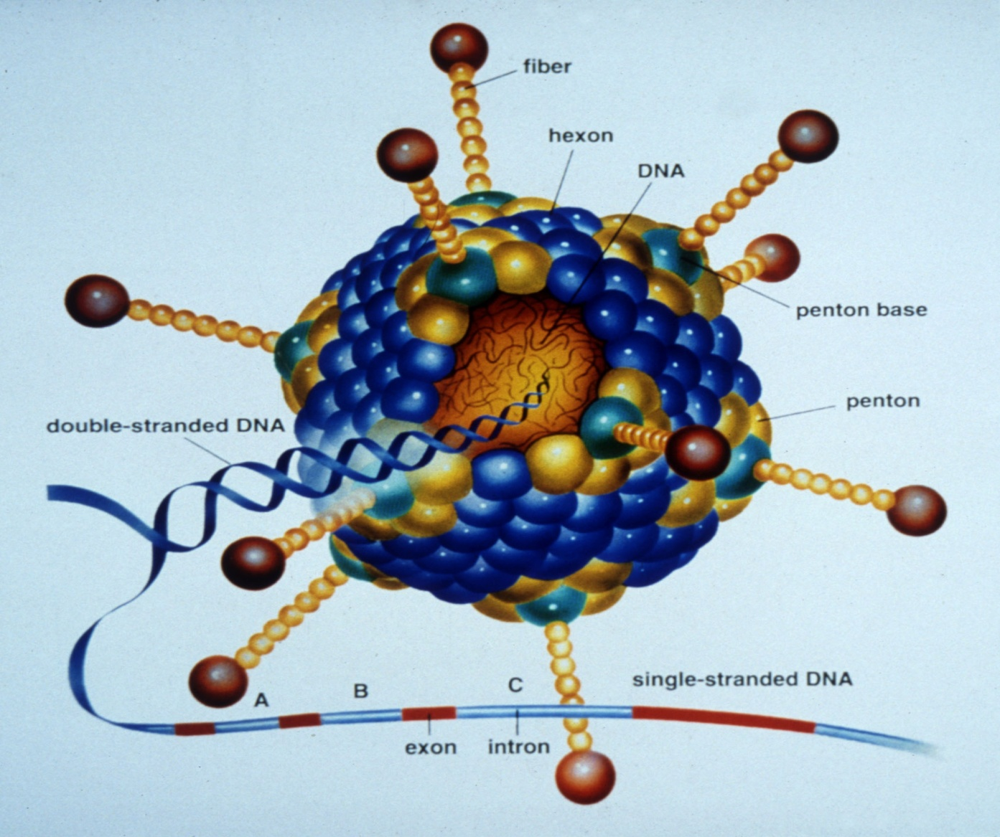 fiber
hexon
DNA
penton base
penton
double-stranded DNA
A
B
C
single-stranded DNA
exon
intron